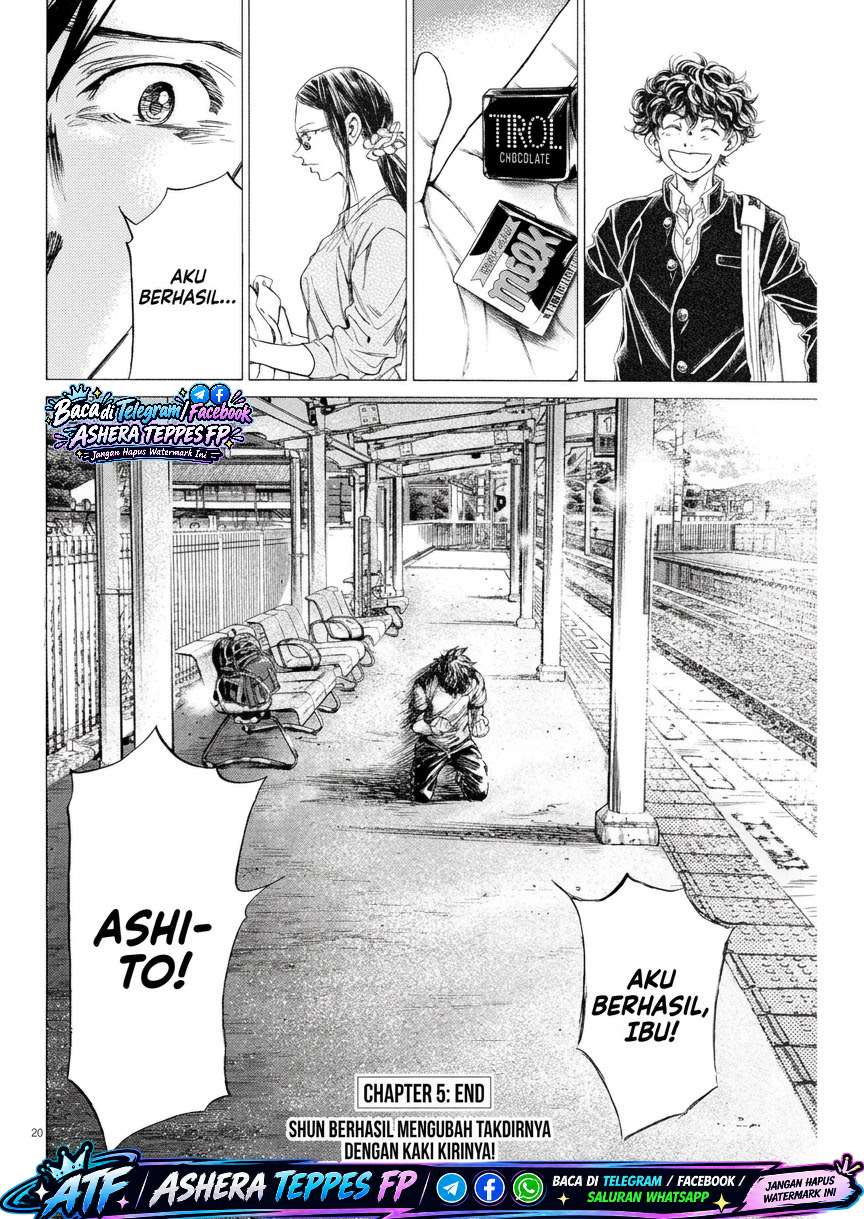 AKU
BERHASIL...
TIROL
CHOCOLATE
MILK
Baca di Telegram / Facebook
ASHERA TEPPES FP
Jangan Hapus Watermark Ini
1
AKU
BERHASIL,
IBU!
ASHI-
TO!
CHAPTER 5: END
SHUN BERHASIL MENGUBAH TAKDIRNYA
DENGAN KAKI KIRINYA!
20
ATF / ASHERA TEPPES FP / BACA DI TELEGRAM / FACEBOOK /
SALURAN WHATSAPP
JANGAN HAPUS
WATERMARK INI